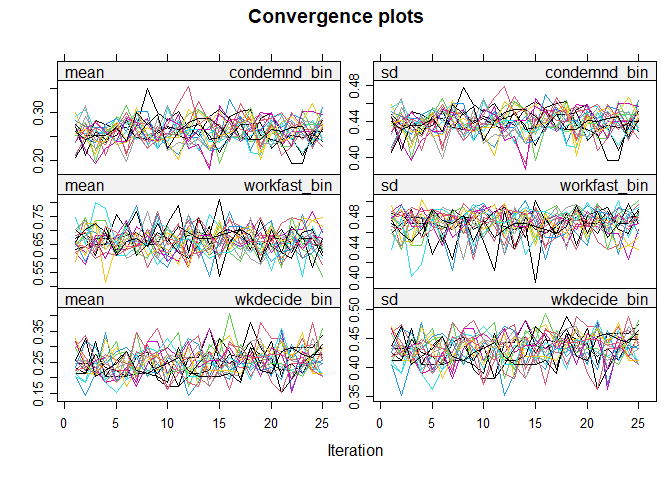 Convergence plots
mean condemnd_bin sd condemnd_bin
0.20 0.30 0.40 0.44 0.48
mean workfast_bin sd workfast_bin
0.55 0.65 0.75 0.40 0.44 0.48
mean wkdecide_bin sd wkdecide_bin
0.15 0.25 0.35 0.35 0.40 0.45 0.50
0 5 10 15 20 25 0 5 10 15 20 25
Iteration